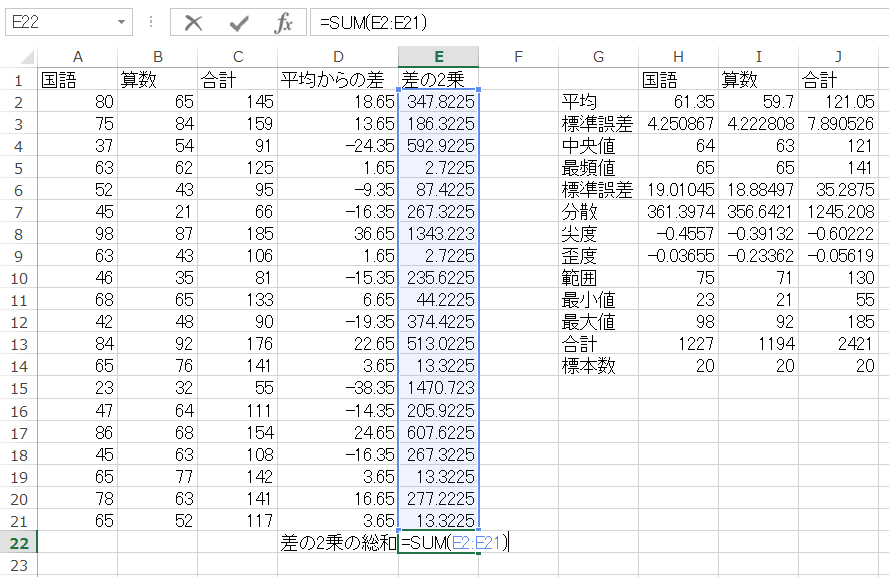 E22 =SUM(E2:E21)
A B C D E F G H I J
1 国語 算数 合計 平均からの差 差の2乗 国語 算数 合計
2 80 65 145 18.65 347.8225 平均 61.35 59.7 121.05
3 75 84 159 13.65 186.3225 標準誤差 4.250867 4.222808 7.890526
4 37 54 91 −24.35 592.9225 中央値 64 63 121
5 63 62 125 1.65 2.7225 最頻値 65 65 141
6 52 43 95 −9.35 87.4225 標準誤差 19.01045 18.88497 35.2875
7 45 21 66 −16.35 267.3225 分散 361.3974 356.6421 1245.208
8 98 87 185 36.65 1343.223 尖度 −0.4557 −0.39132 −0.60222
9 63 43 106 1.65 2.7225 歪度 −0.03655 −0.23362 −0.05619
10 46 35 81 −15.35 235.6225 範囲 75 71 130
11 68 65 133 6.65 44.2225 最小値 23 21 55
12 42 48 90 −19.35 374.4225 最大値 98 92 185
13 84 92 176 22.65 513.0225 合計 1227 1194 2421
14 65 76 141 3.65 13.3225 標本数 20 20 20
15 23 32 55 −38.35 1470.723
16 47 64 111 −14.35 205.9225
17 86 68 154 24.65 607.6225
18 45 63 108 −16.35 267.3225
19 65 77 142 3.65 13.3225
20 78 63 141 16.65 277.2225
21 65 52 117 3.65 13.3225
22 差の2乗の総和 =SUM(E2:E21)
23